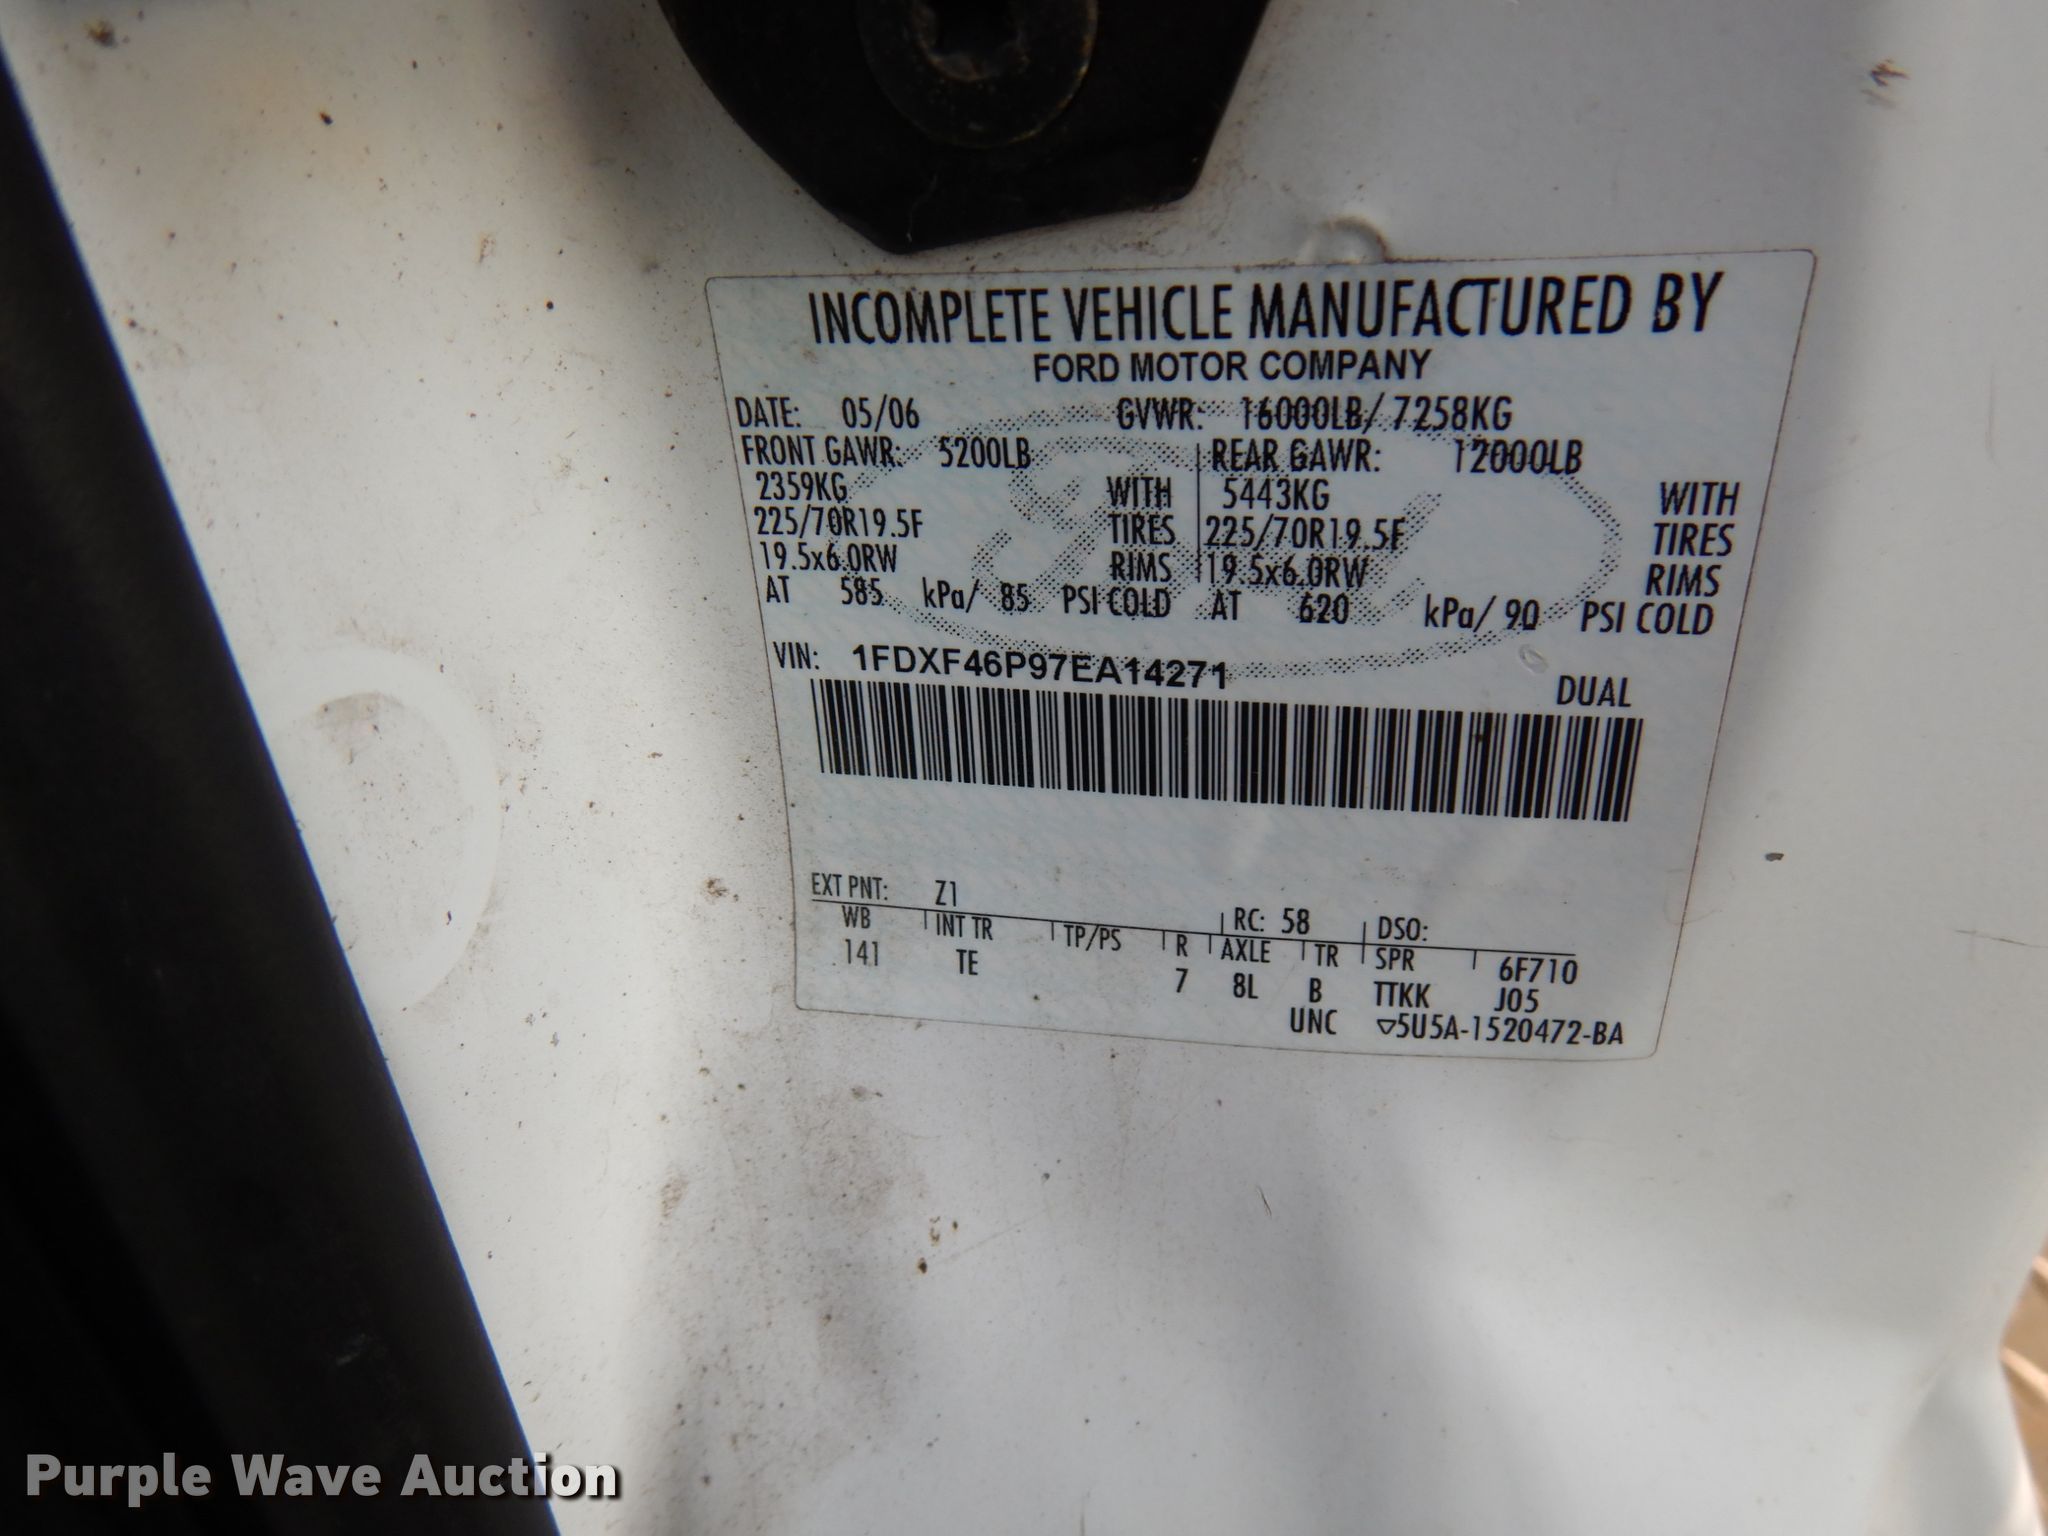 INCOMPLETE VEHICLE MANUFACTURED BY
FORD MOTOR COMPANY
DATE: 05/06 GVWR: 16000LB/ 7258KG
FRONT GAWR: 5200LB REAR GAWR: 12000LB
2359KG WITH 5443KG WITH
225/70R19.5F TIRES 225/70R19.5F TIRES
19.5x6.0RW RIMS 19.5x6.0RW RIMS
AT 585 kPa/ 85 PSI COLD AT 620 kPa/ 90 PSI COLD
VIN: 1FDXF46P97EA14271
DUAL
EXT PNT: Z1 RC: 58 DSO:
WB INT TR TP/PS R AXLE TR SPR 6F710
141 TE 7 8L B TTKK J05
UNC ▽5U5A-1520472-BA
Purple Wave Auction